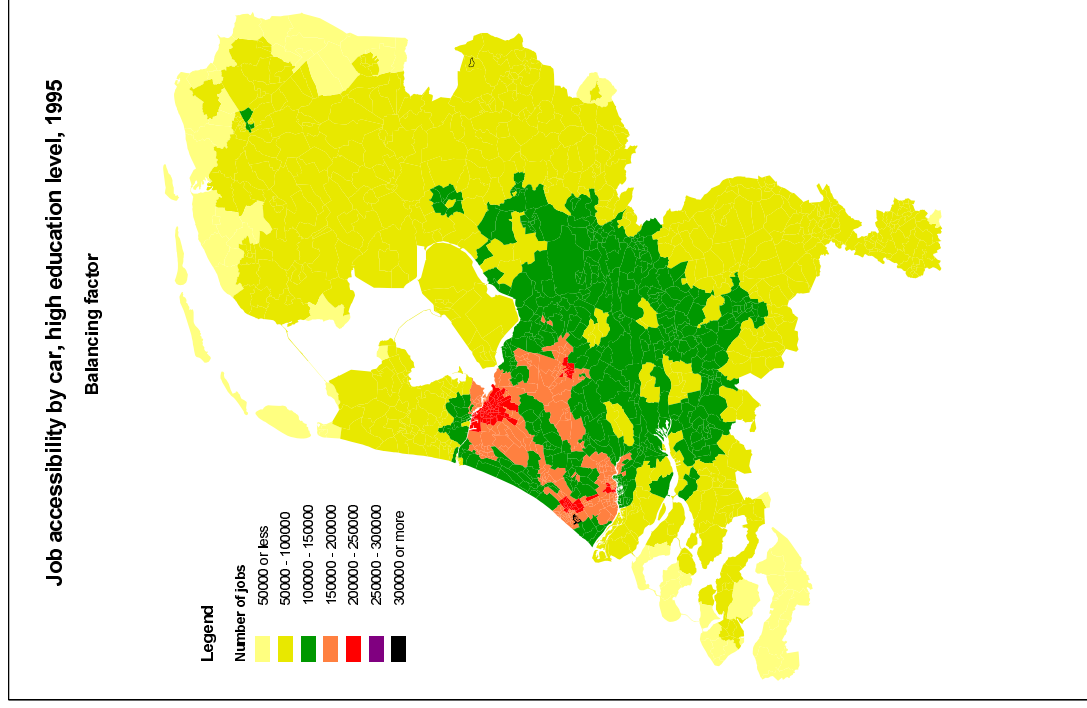 Job accessibility by car, high education level, 1995
Balancing factor
Legend
Number of jobs
50000 or less
50000 - 100000
100000 - 150000
150000 - 200000
200000 - 250000
250000 - 300000
300000 or more